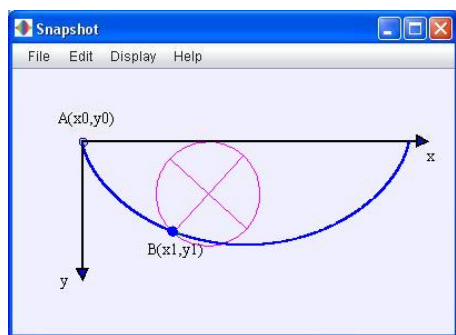 Snapshot
File Edit Display Help
A(x0,y0)
x
B(x1,y1)
y